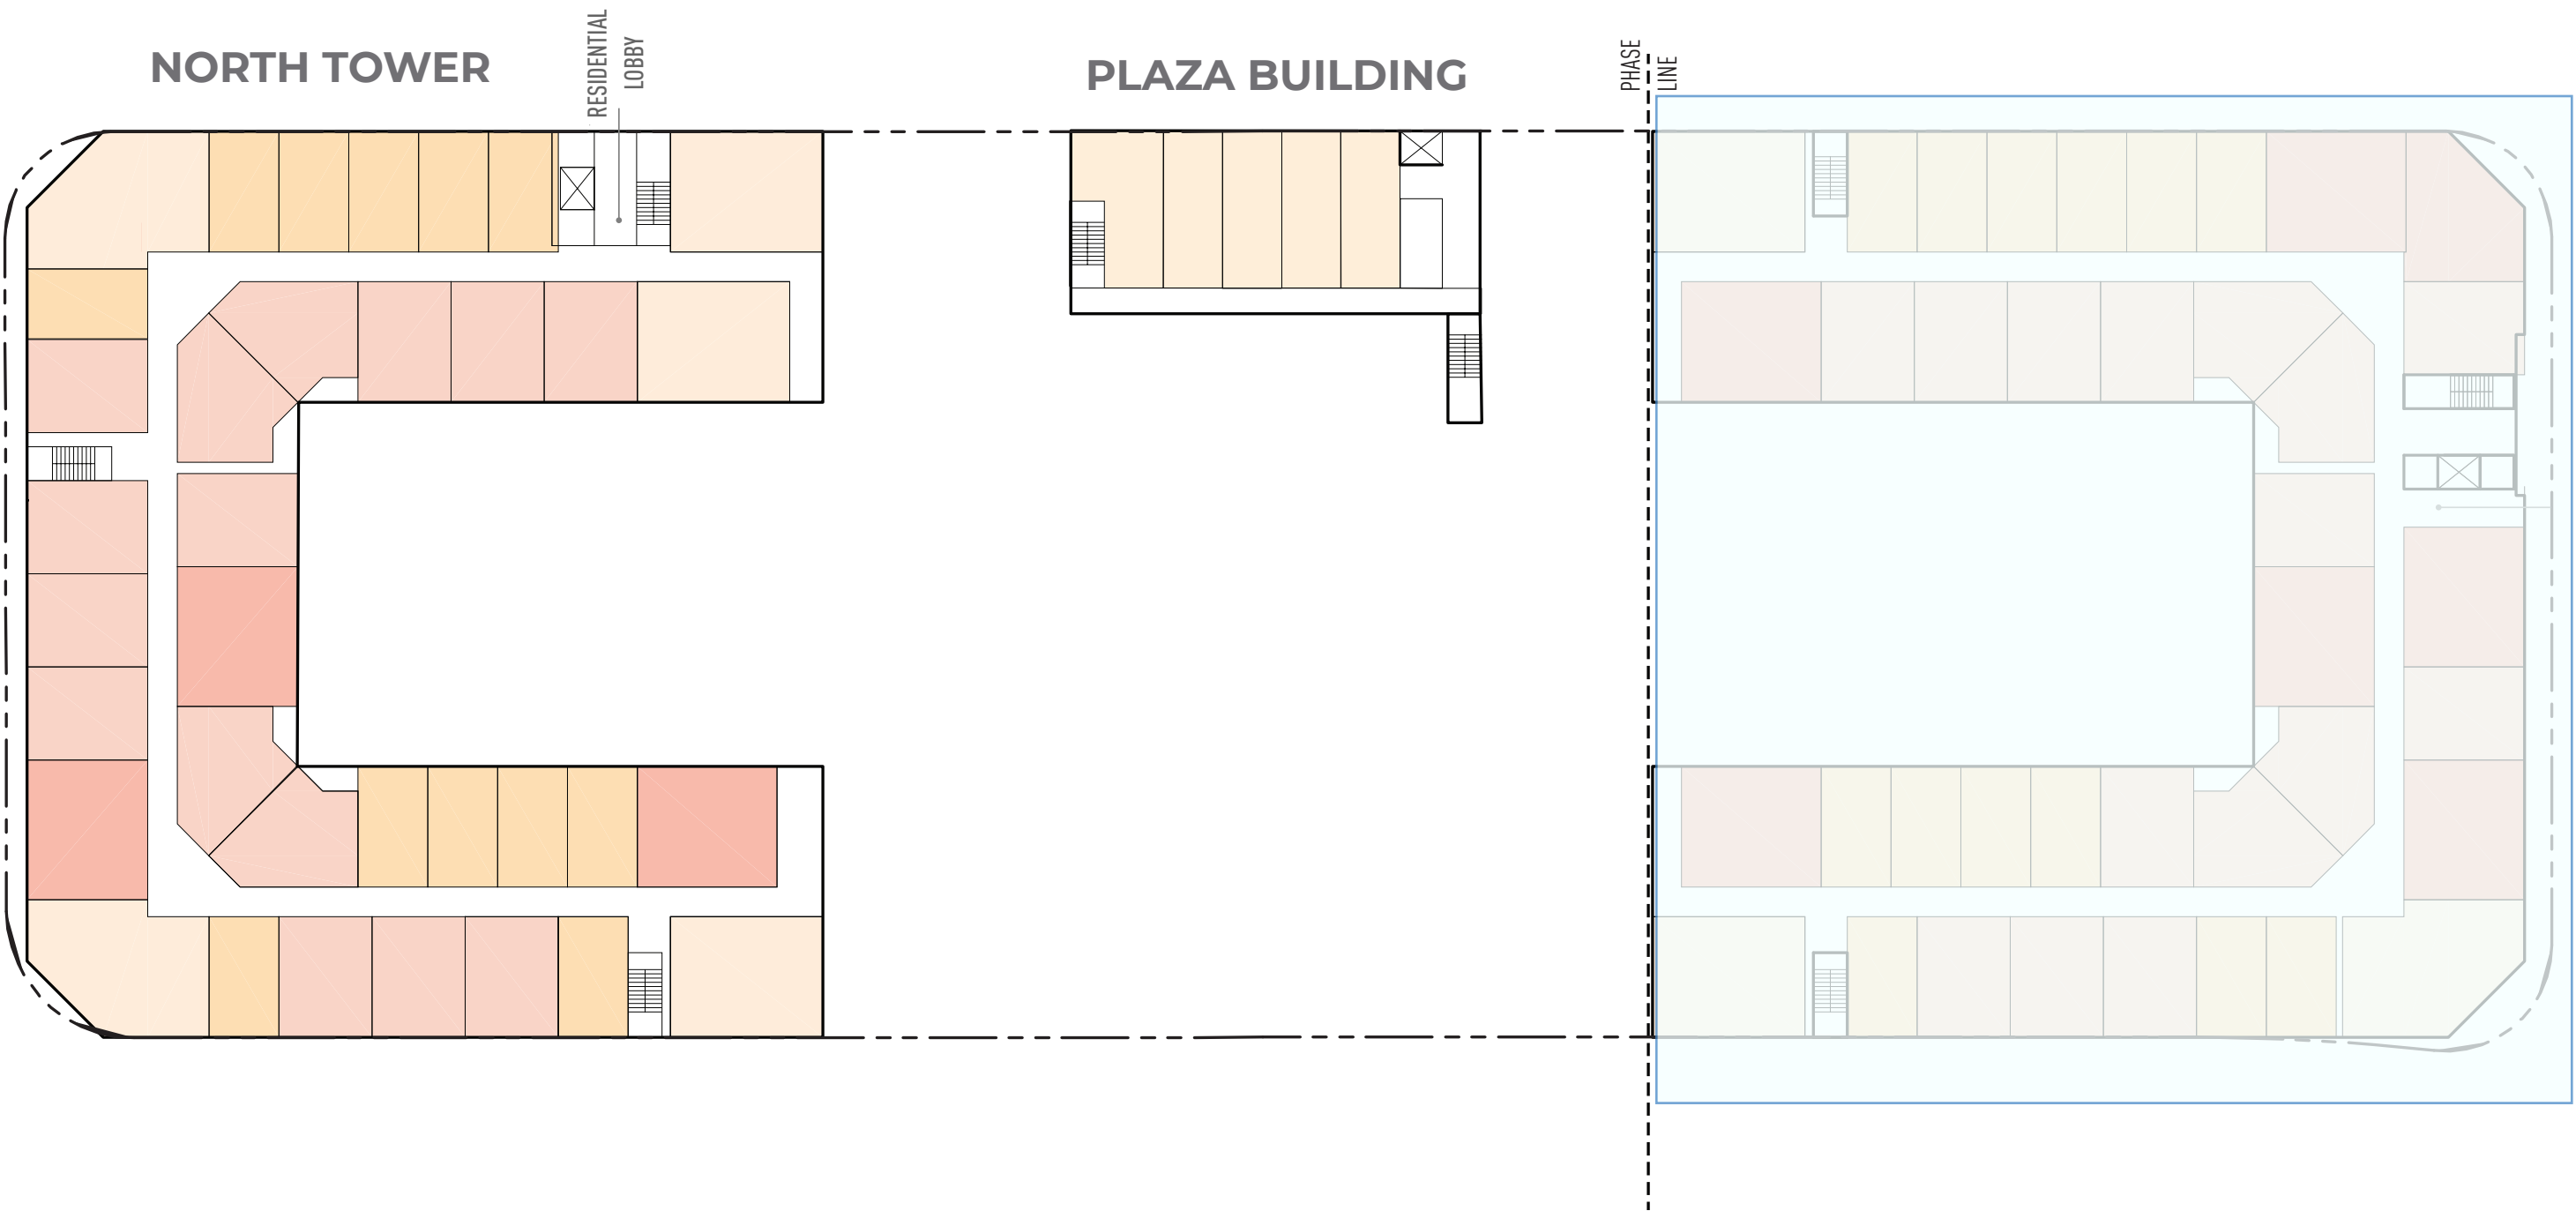 NORTH TOWER
RESIDENTIAL
LOBBY
PLAZA BUILDING
PHASE
LINE